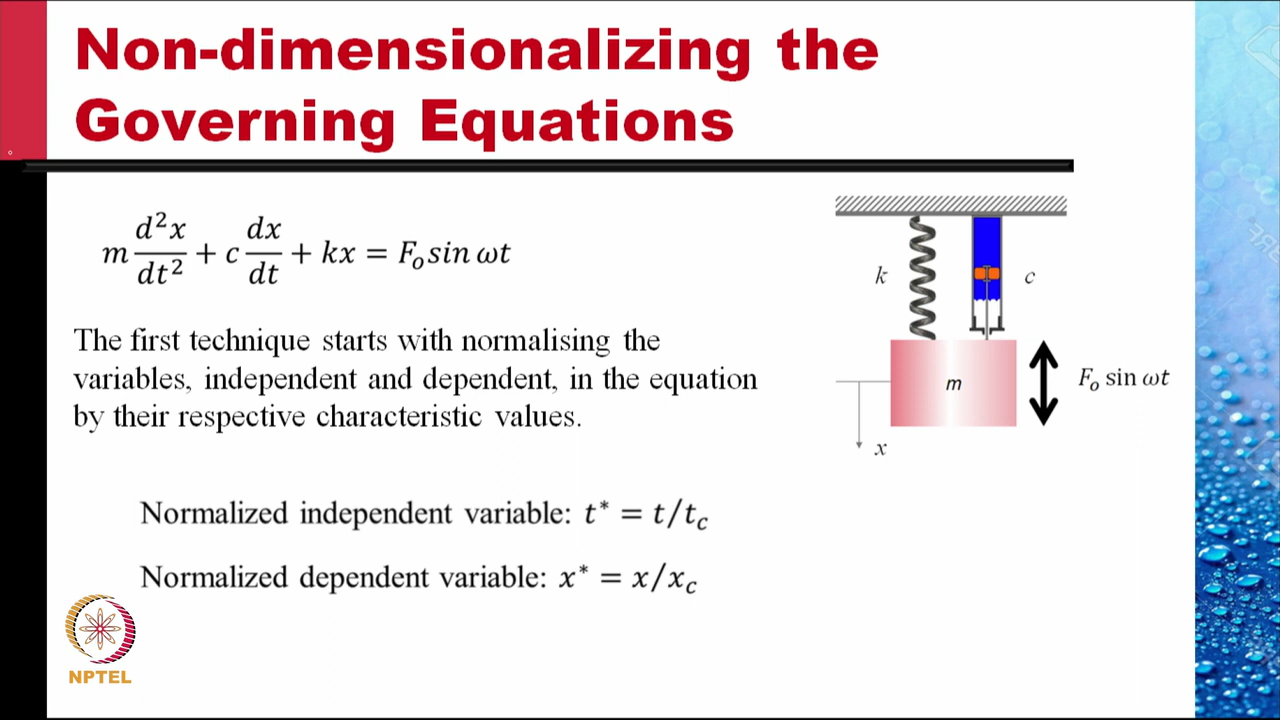 Non-dimensionalizing the
Governing Equations
m d²x/dt² + c dx/dt + kx = Fₒ sin ωt
The first technique starts with normalising the
variables, independent and dependent, in the equation
by their respective characteristic values.
Normalized independent variable: t* = t/t_c
Normalized dependent variable: x* = x/x_c
k
c
m
Fₒ sin ωt
x
NPTEL